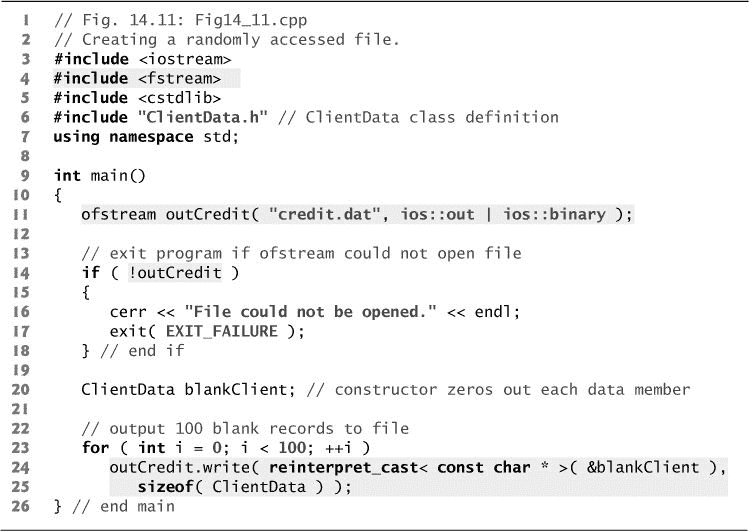 1 // Fig. 14.11: Fig14_11.cpp
2 // Creating a randomly accessed file.
3 #include <iostream>
4 #include <fstream>
5 #include <cstdlib>
6 #include "ClientData.h" // ClientData class definition
7 using namespace std;
8
9 int main()
10 {
11    ofstream outCredit( "credit.dat", ios::out | ios::binary );
12
13    // exit program if ofstream could not open file
14    if ( !outCredit )
15    {
16       cerr << "File could not be opened." << endl;
17       exit( EXIT_FAILURE );
18    } // end if
19
20    ClientData blankClient; // constructor zeros out each data member
21
22    // output 100 blank records to file
23    for ( int i = 0; i < 100; ++i )
24       outCredit.write( reinterpret_cast< const char * >( &blankClient ),
25          sizeof( ClientData ) );
26 } // end main